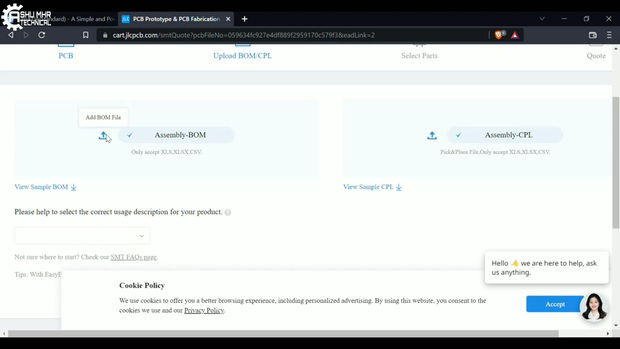 ASHU MHR
TECHNICAL
dard) - A Simple and Po
PCB Prototype & PCB Fabrication
cart.jlcpcb.com/smtQuote?pcbFileNo=059634fc927e4df889f2959170c579f3&eadLink=2
PCB
Upload BOM/CPL
Select Parts
Quote
Add BOM File
Assembly-BOM
Only accept XLS,XLSX,CSV.
Assembly-CPL
Pick&Place File,Only accept XLS,XLSX,CSV.
View Sample BOM
View Sample CPL
Please help to select the correct usage description for your product.
Not sure where to start? Check our SMT FAQs page.
Tips: With EasyE
Hello 👋 we are here to help, ask
us anything.
Cookie Policy
We use cookies to offer you a better browsing experience, including personalized advertising. By using this website, you consent to the
cookies we use and our Privacy Policy.
Accept